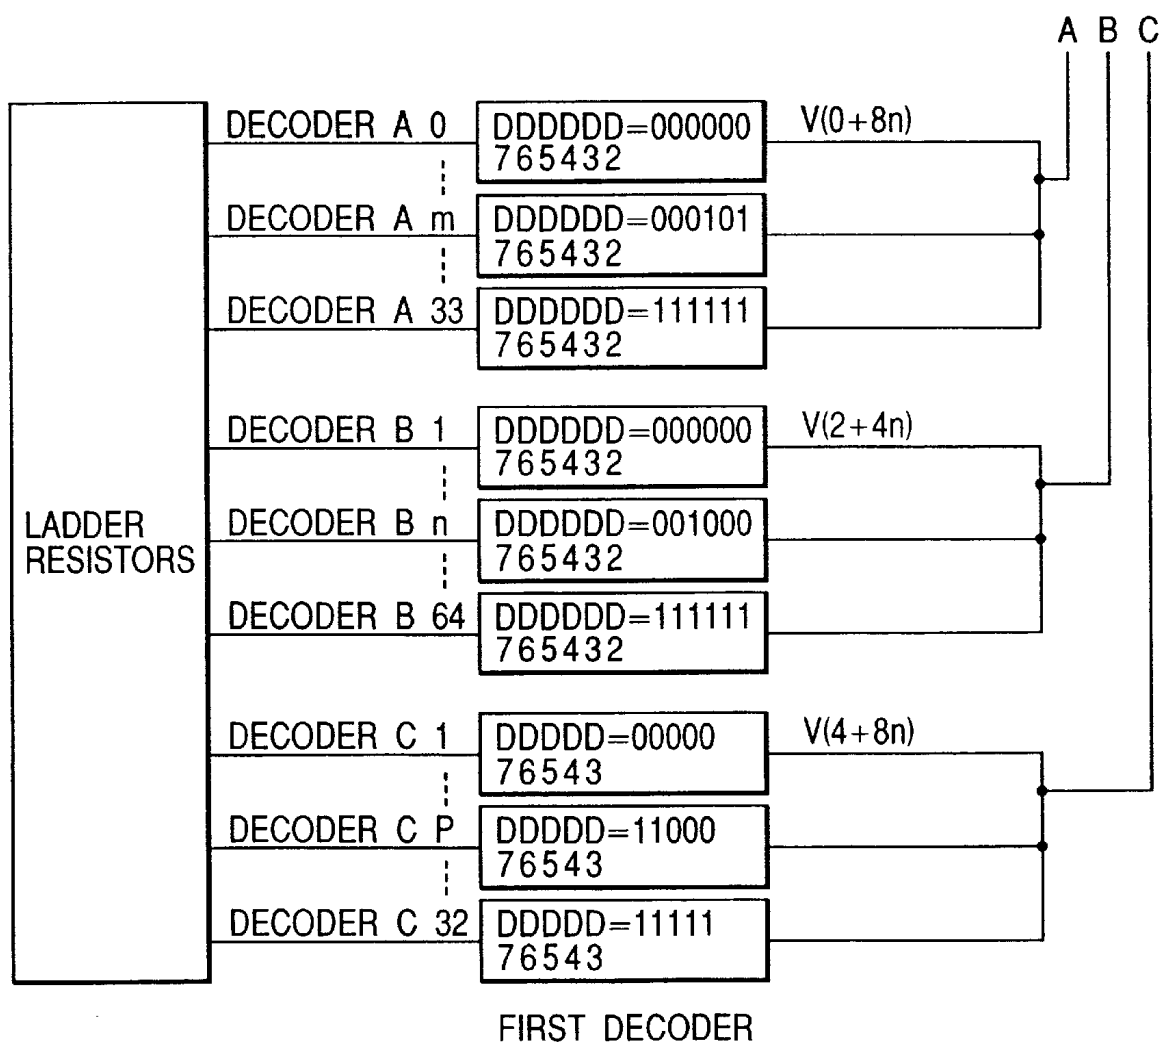 A B C
DECODER A 0
DDDDDD=000000
765432
V(0+8n)
DECODER A m
DDDDDD=000101
765432
DECODER A 33
DDDDDD=111111
765432
DECODER B 1
DDDDDD=000000
765432
V(2+4n)
LADDER
RESISTORS
DECODER B n
DDDDDD=001000
765432
DECODER B 64
DDDDDD=111111
765432
DECODER C 1
DDDDD=00000
76543
V(4+8n)
DECODER C P
DDDDD=11000
76543
DECODER C 32
DDDDD=11111
76543
FIRST DECODER